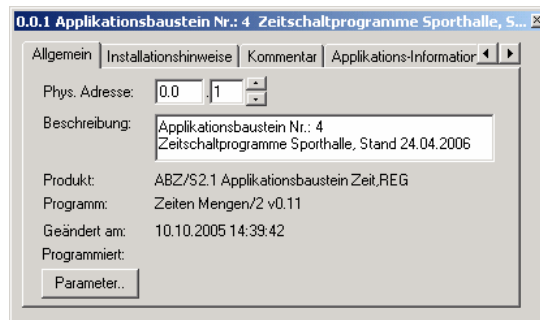 0.0.1 Applikationsbaustein Nr.: 4 Zeitschaltprogramme Sporthalle, S...
Allgemein Installationshinweise Kommentar Applikations-Information
Phys. Adresse: 0.0 .1
Beschreibung: Applikationsbaustein Nr.: 4
Zeitschaltprogramme Sporthalle, Stand 24.04.2006
Produkt: ABZ/S2.1 Applikationsbaustein Zeit,REG
Programm: Zeiten Mengen/2 v0.11
Geändert am: 10.10.2005 14:39:42
Programmiert:
Parameter..